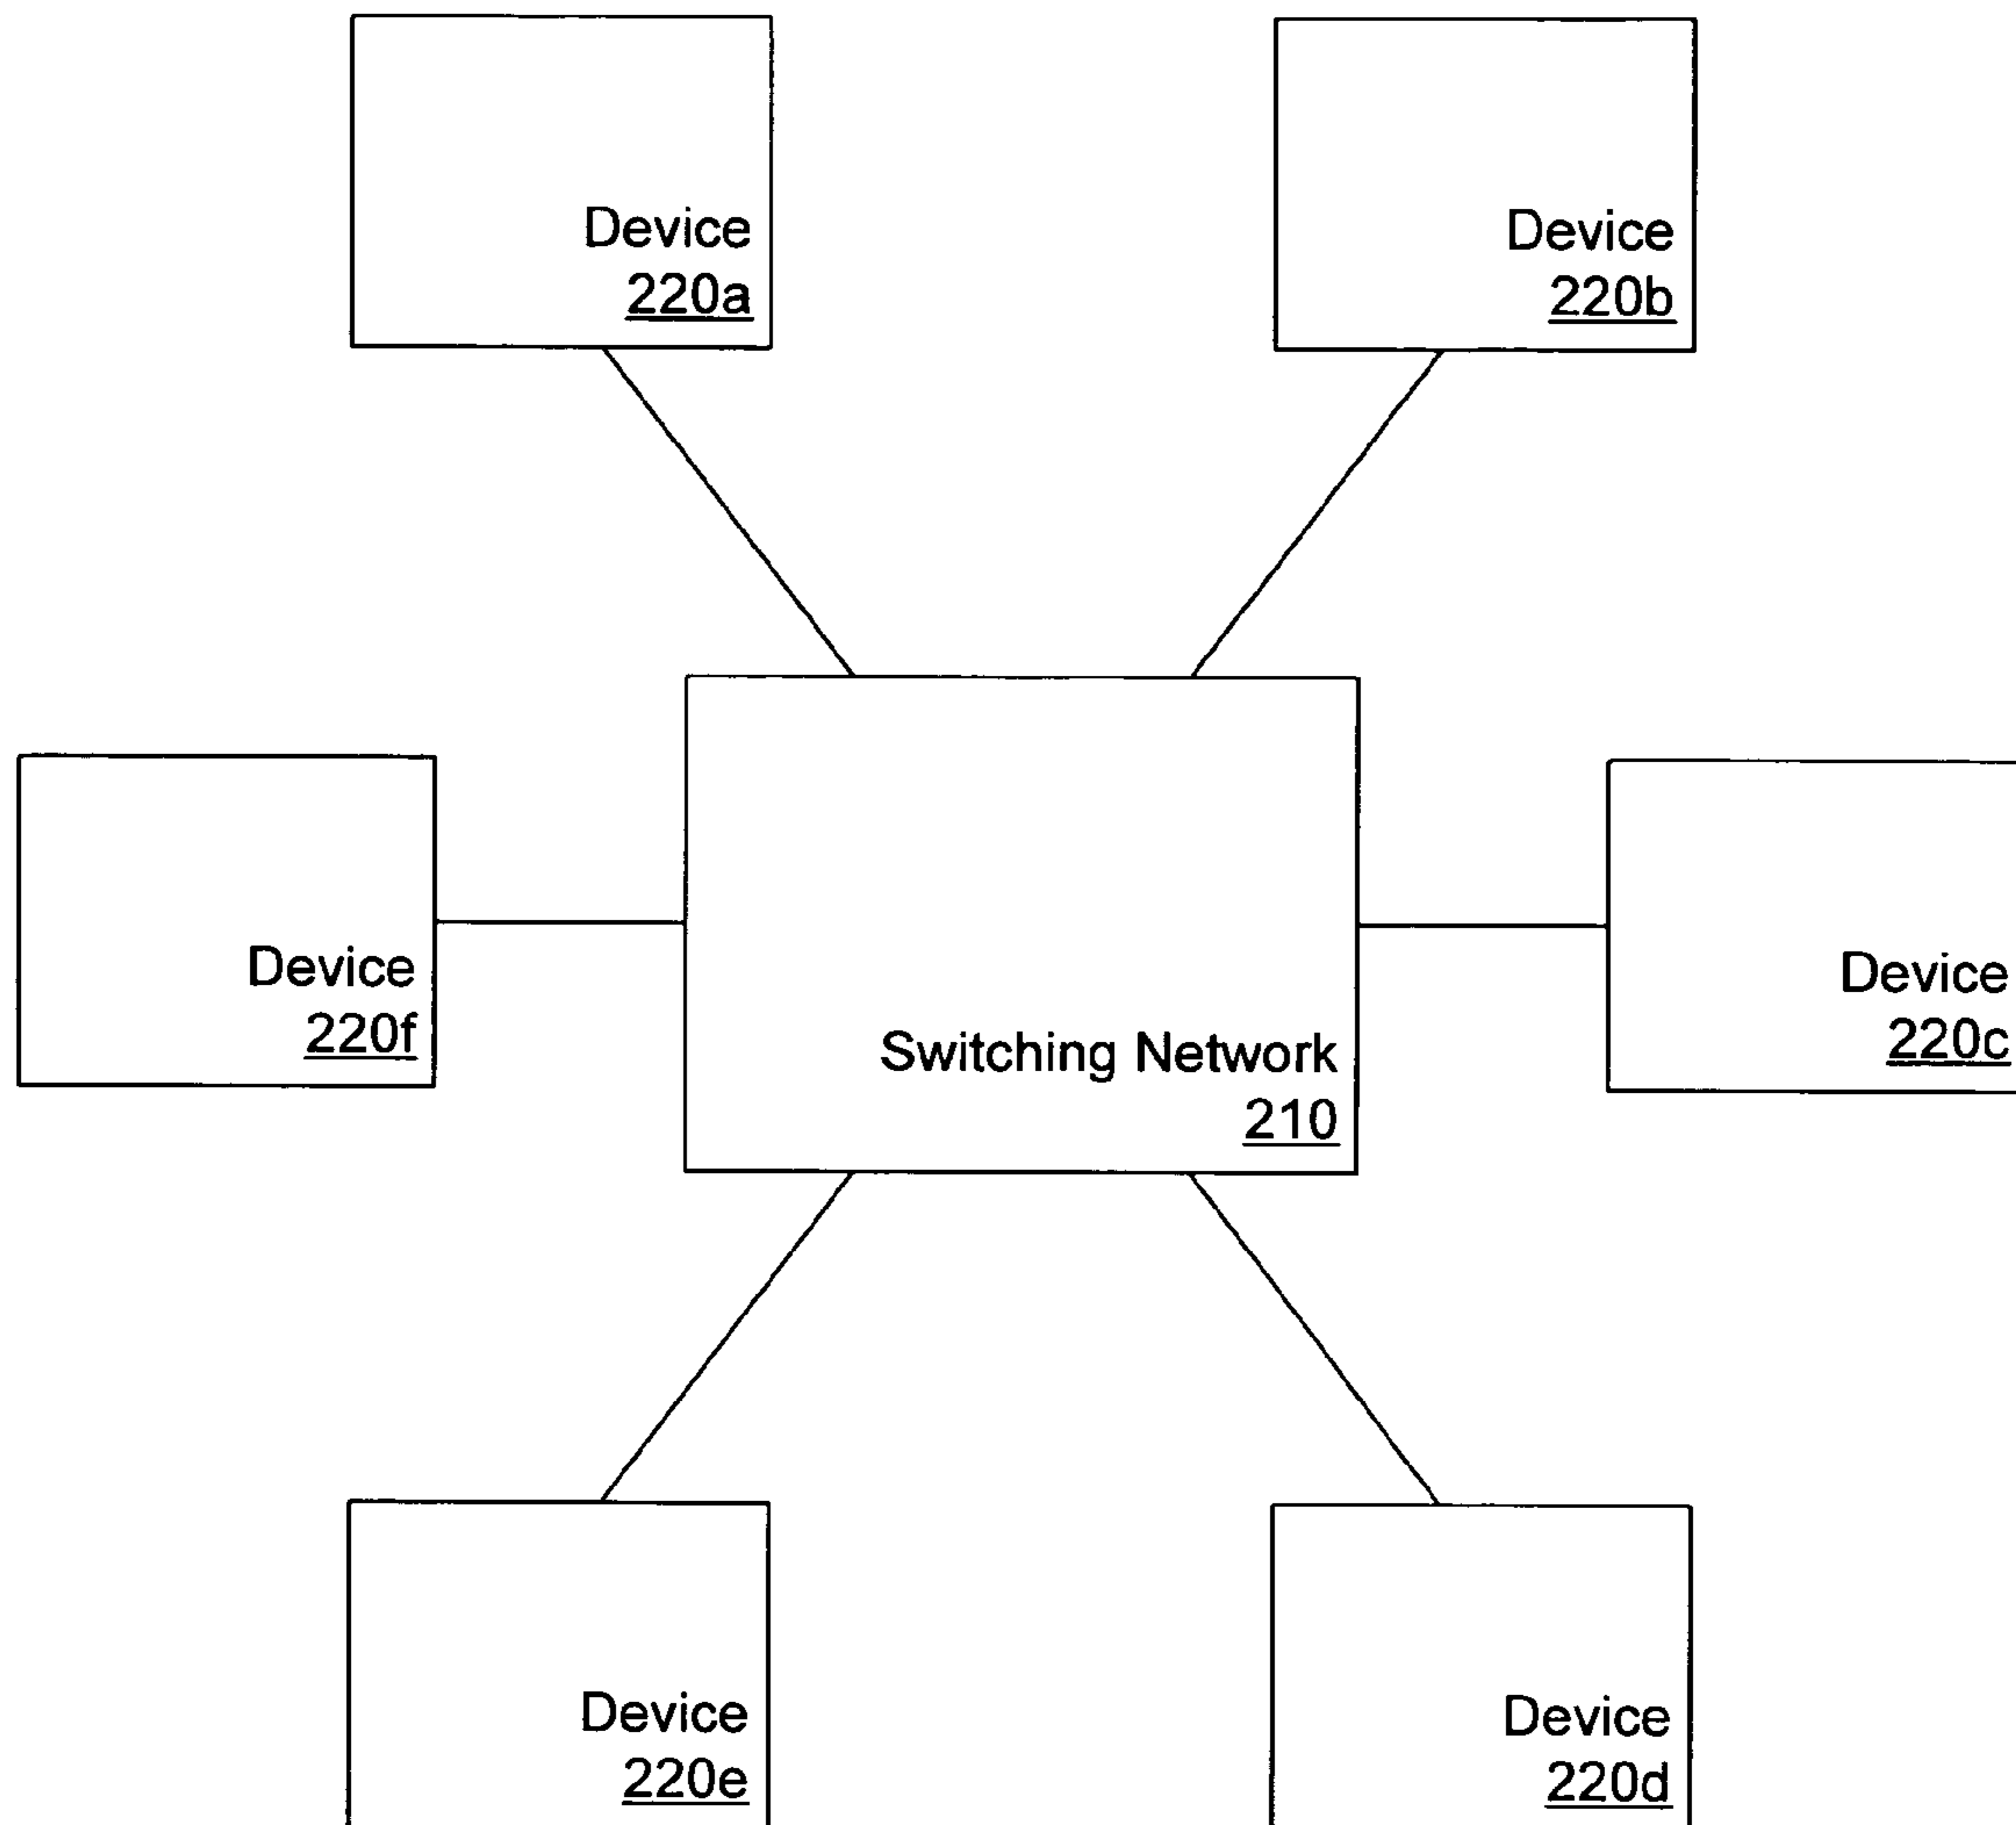 Device
220a
Device
220b
Device
220f
Switching Network
210
Device
220c
Device
220e
Device
220d